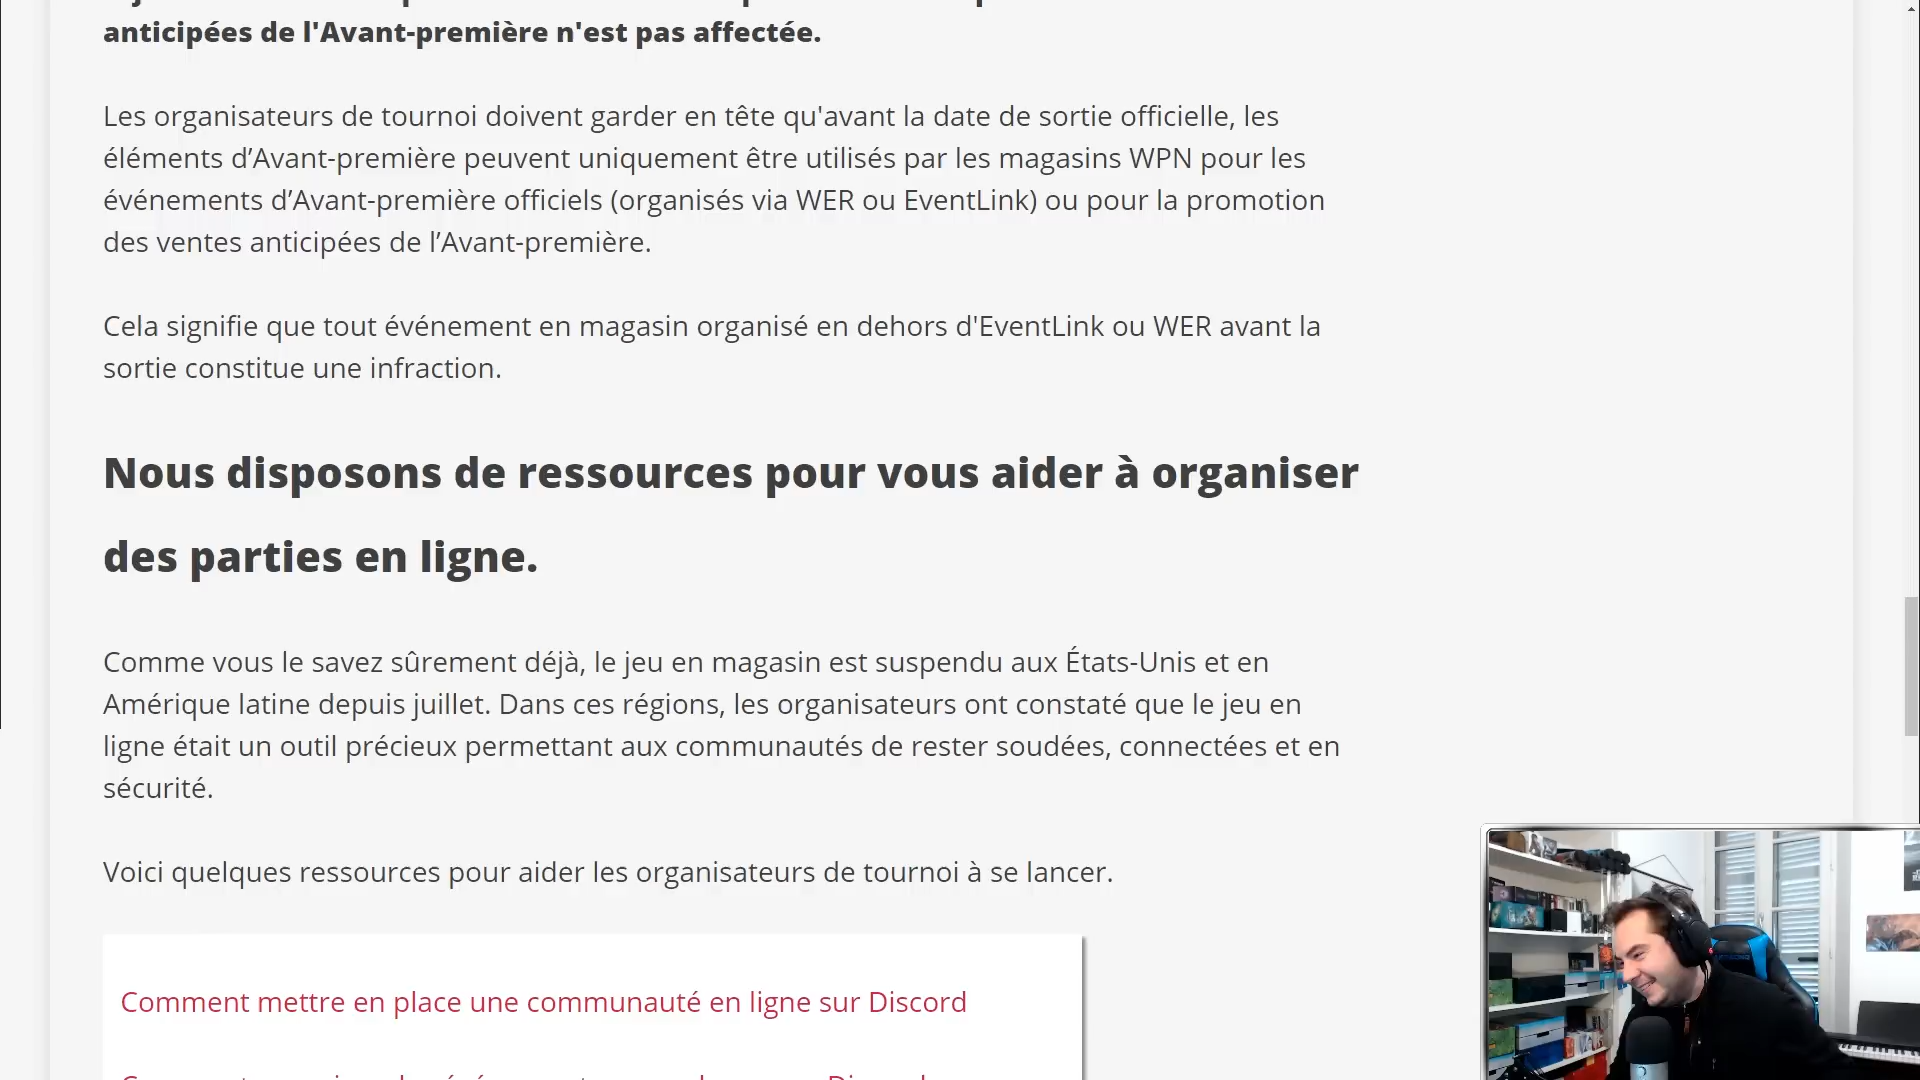 anticipées de l'Avant-première n'est pas affectée.
Les organisateurs de tournoi doivent garder en tête qu'avant la date de sortie officielle, les
éléments d’Avant-première peuvent uniquement être utilisés par les magasins WPN pour les
événements d’Avant-première officiels (organisés via WER ou EventLink) ou pour la promotion
des ventes anticipées de l’Avant-première.
Cela signifie que tout événement en magasin organisé en dehors d'EventLink ou WER avant la
sortie constitue une infraction.
Nous disposons de ressources pour vous aider à organiser
des parties en ligne.
Comme vous le savez sûrement déjà, le jeu en magasin est suspendu aux États-Unis et en
Amérique latine depuis juillet. Dans ces régions, les organisateurs ont constaté que le jeu en
ligne était un outil précieux permettant aux communautés de rester soudées, connectées et en
sécurité.
Voici quelques ressources pour aider les organisateurs de tournoi à se lancer.
Comment mettre en place une communauté en ligne sur Discord